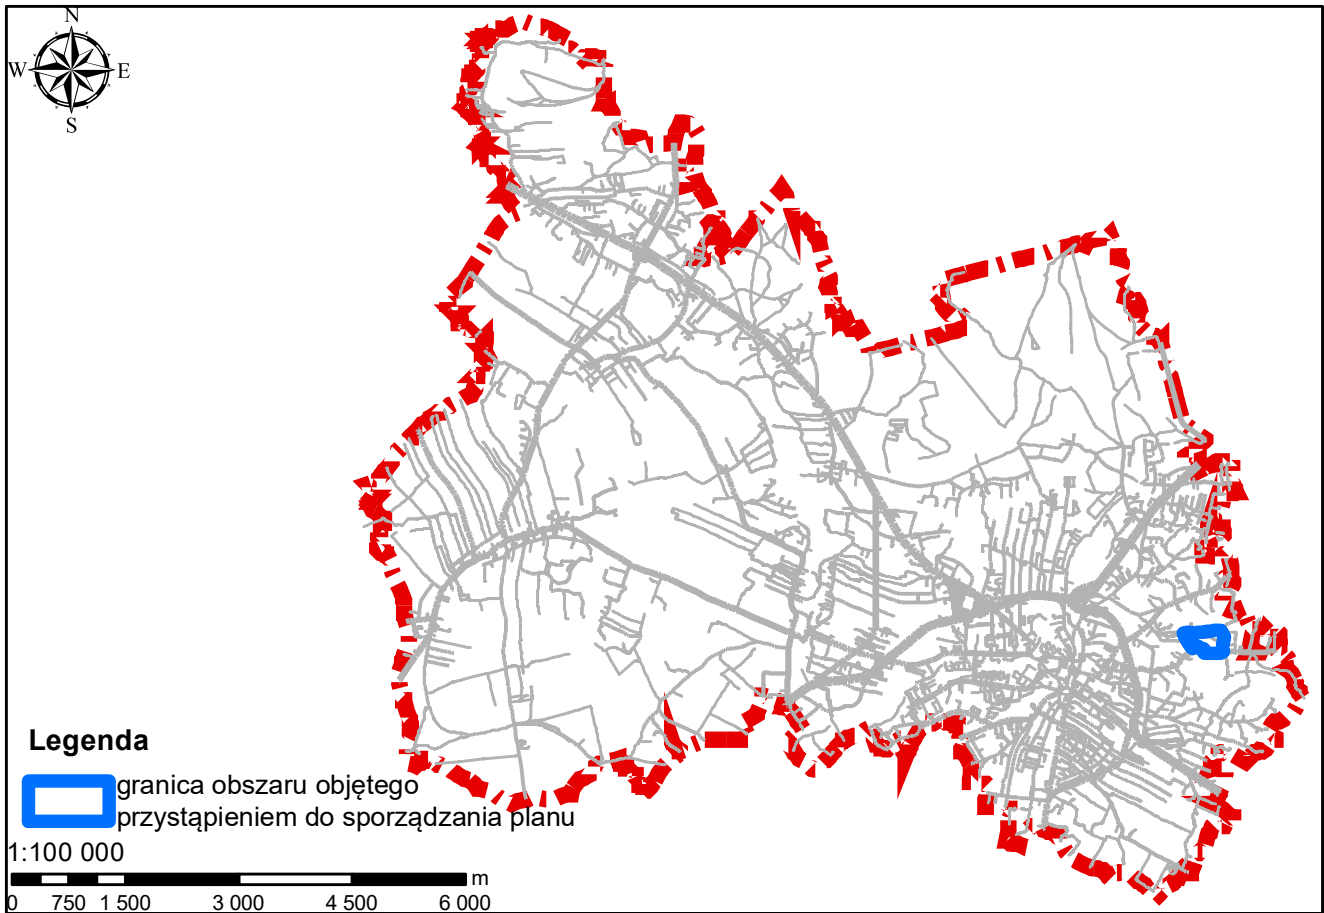 N
W E
S
Legenda
granica obszaru objętego
przystąpieniem do sporządzania planu
1:100 000
m
0 750 1 500 3 000 4 500 6 000